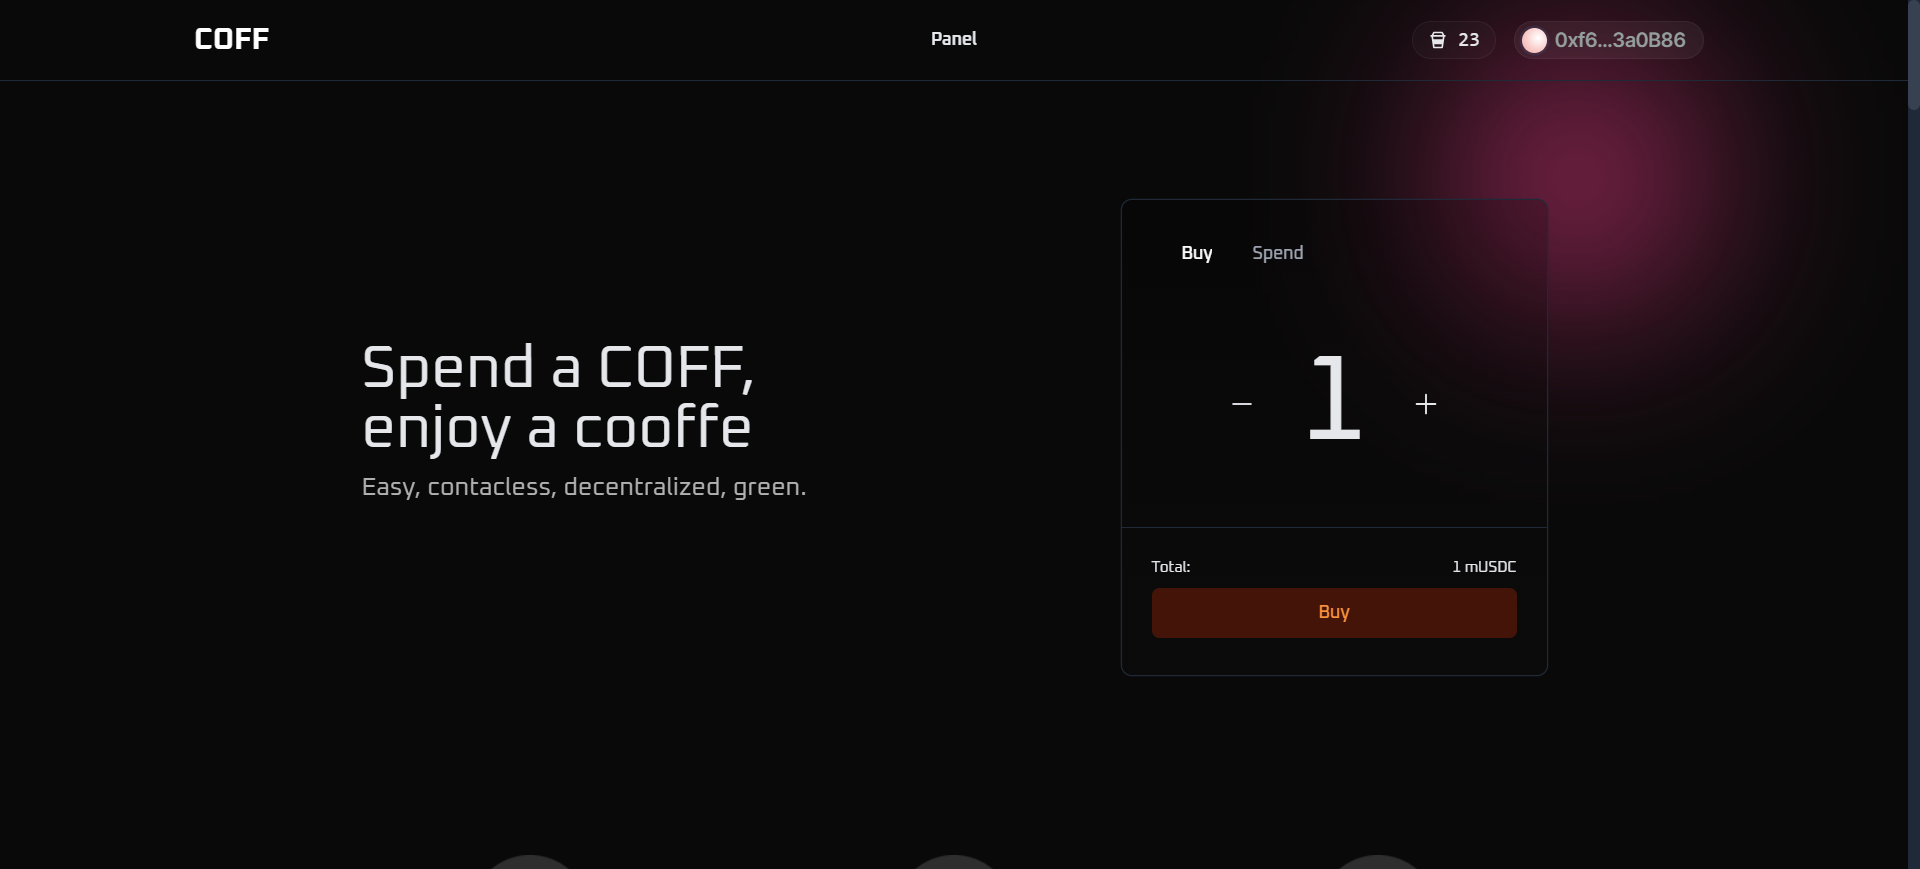 COFF
Panel
23
0xf6...3a0B86
Buy
Spend
Spend a COFF,
enjoy a cooffe
Easy, contacless, decentralized, green.
1
Total:
1 mUSDC
Buy